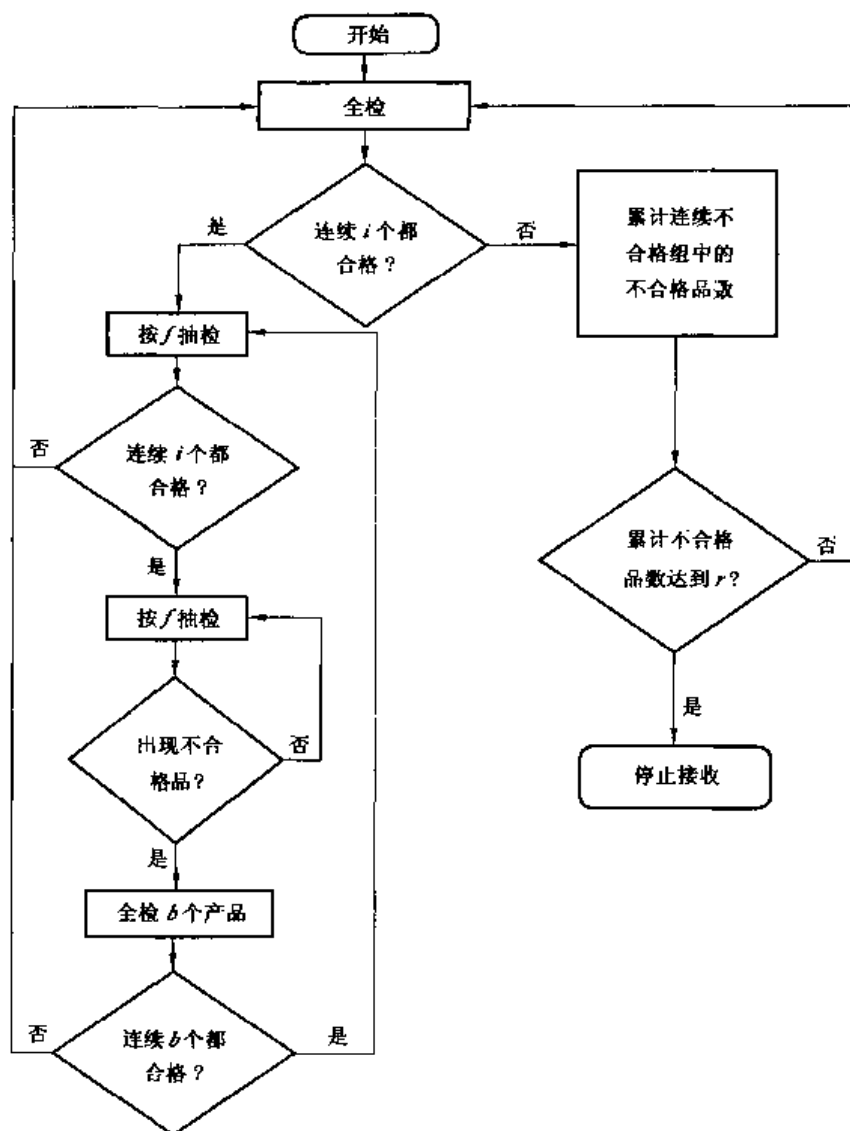 开始
全检
连续 i 个都
合格?
是
否
累计连续不
合格组中的
不合格品数
按 f 抽检
连续 i 个都
合格?
否
是
累计不合格
品数达到 r?
否
是
停止接收
按 f 抽检
出现不合
格品?
否
是
全检 b 个产品
连续 b 个都
合格?
否
是